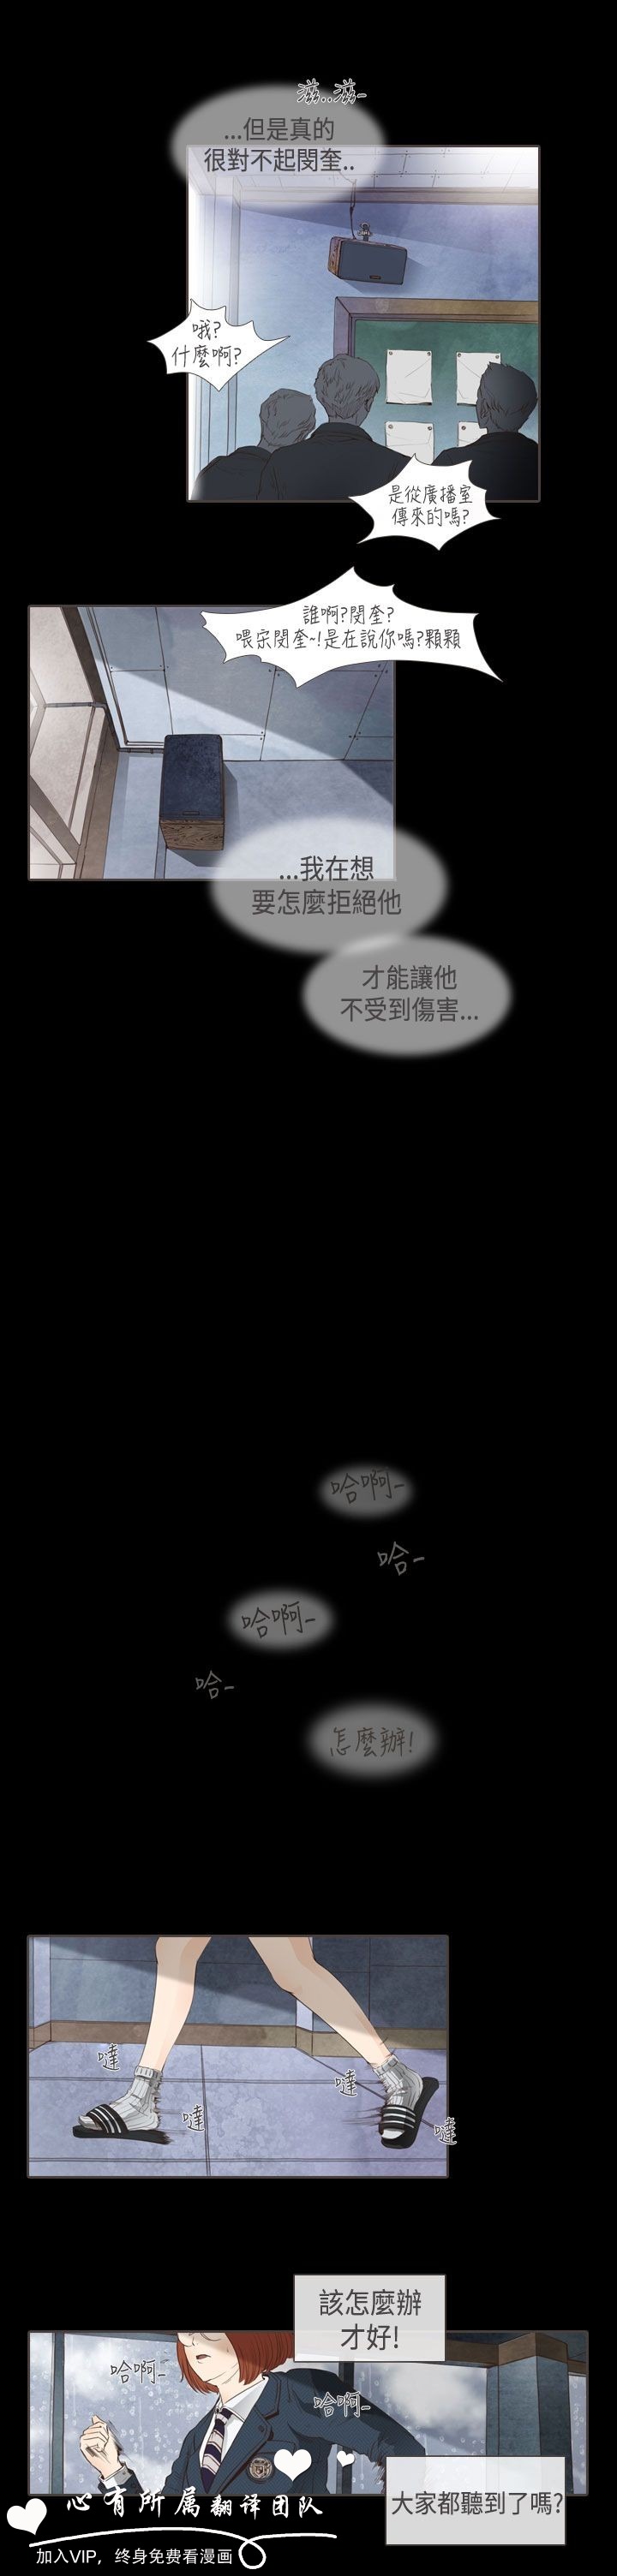 滋..滋-
...但是真的
很對不起閔奎..
哦?
什麼啊?
是從廣播室
傳來的嗎?
誰啊?閔奎?
喂宋閔奎~!是在說你嗎?顆顆
...我在想
要怎麼拒絕他
才能讓他
不受到傷害...
哈啊-
哈-
哈啊-
哈-
怎麼辦!
噠
噠
噠
噠
該怎麼辦
才好!
哈啊-
哈啊-
大家都聽到了嗎?
心有所属翻译团队
加入VIP，终身免费看漫画